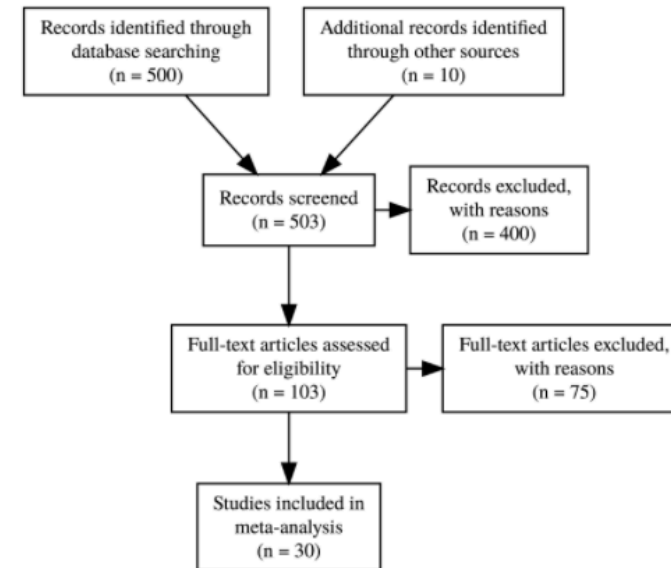 Records identified through
database searching
(n = 500)
Additional records identified
through other sources
(n = 10)
Records screened
(n = 503)
Records excluded,
with reasons
(n = 400)
Full-text articles assessed
for eligibility
(n = 103)
Full-text articles excluded,
with reasons
(n = 75)
Studies included in
meta-analysis
(n = 30)